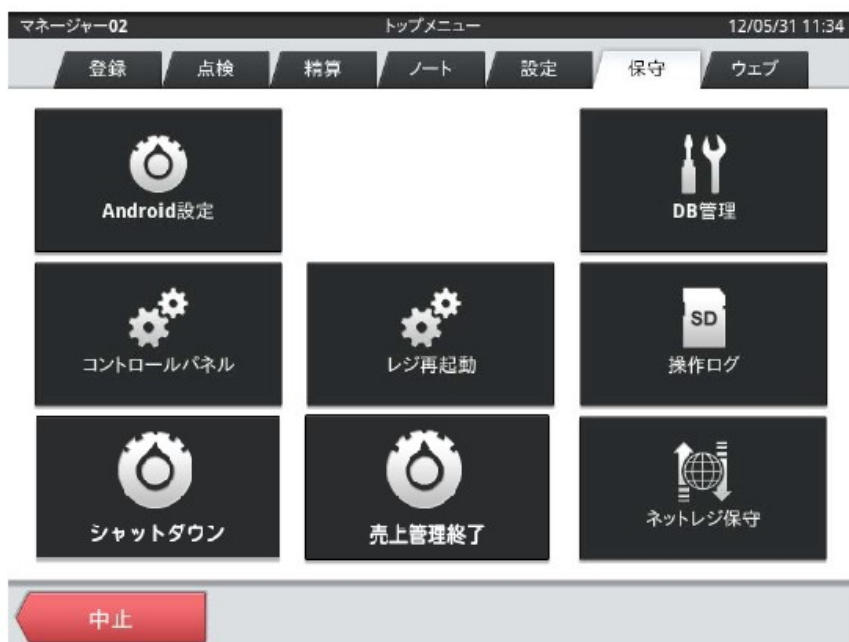 マネージャー02 トップメニュー 12/05/31 11:34
登録 点検 精算 ノート 設定 保守 ウェブ
Android設定 DB管理
SD
コントロールパネル レジ再起動 操作ログ
シャットダウン 売上管理終了 ネットレジ保守
中止